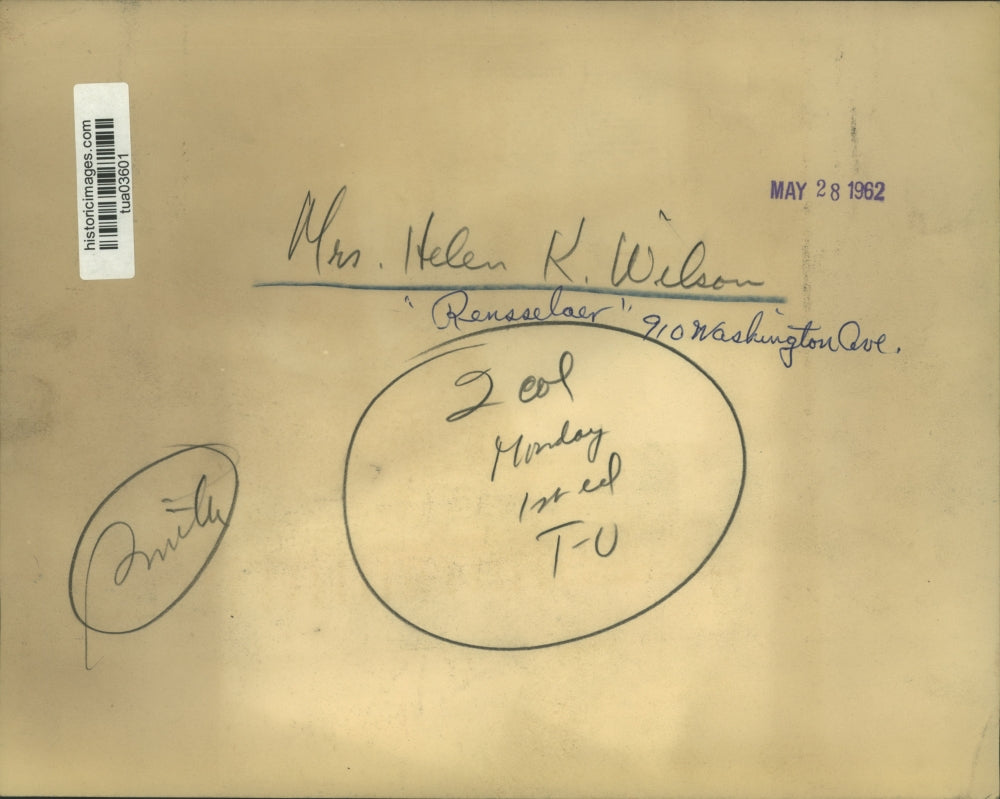 historicimages.com
tua03601
MAY 28 1962
Mrs. Helen K. Wilson
"Rensselaer" 910 Washington Ave.
2 col
Monday
1st ed
T-U
Smith